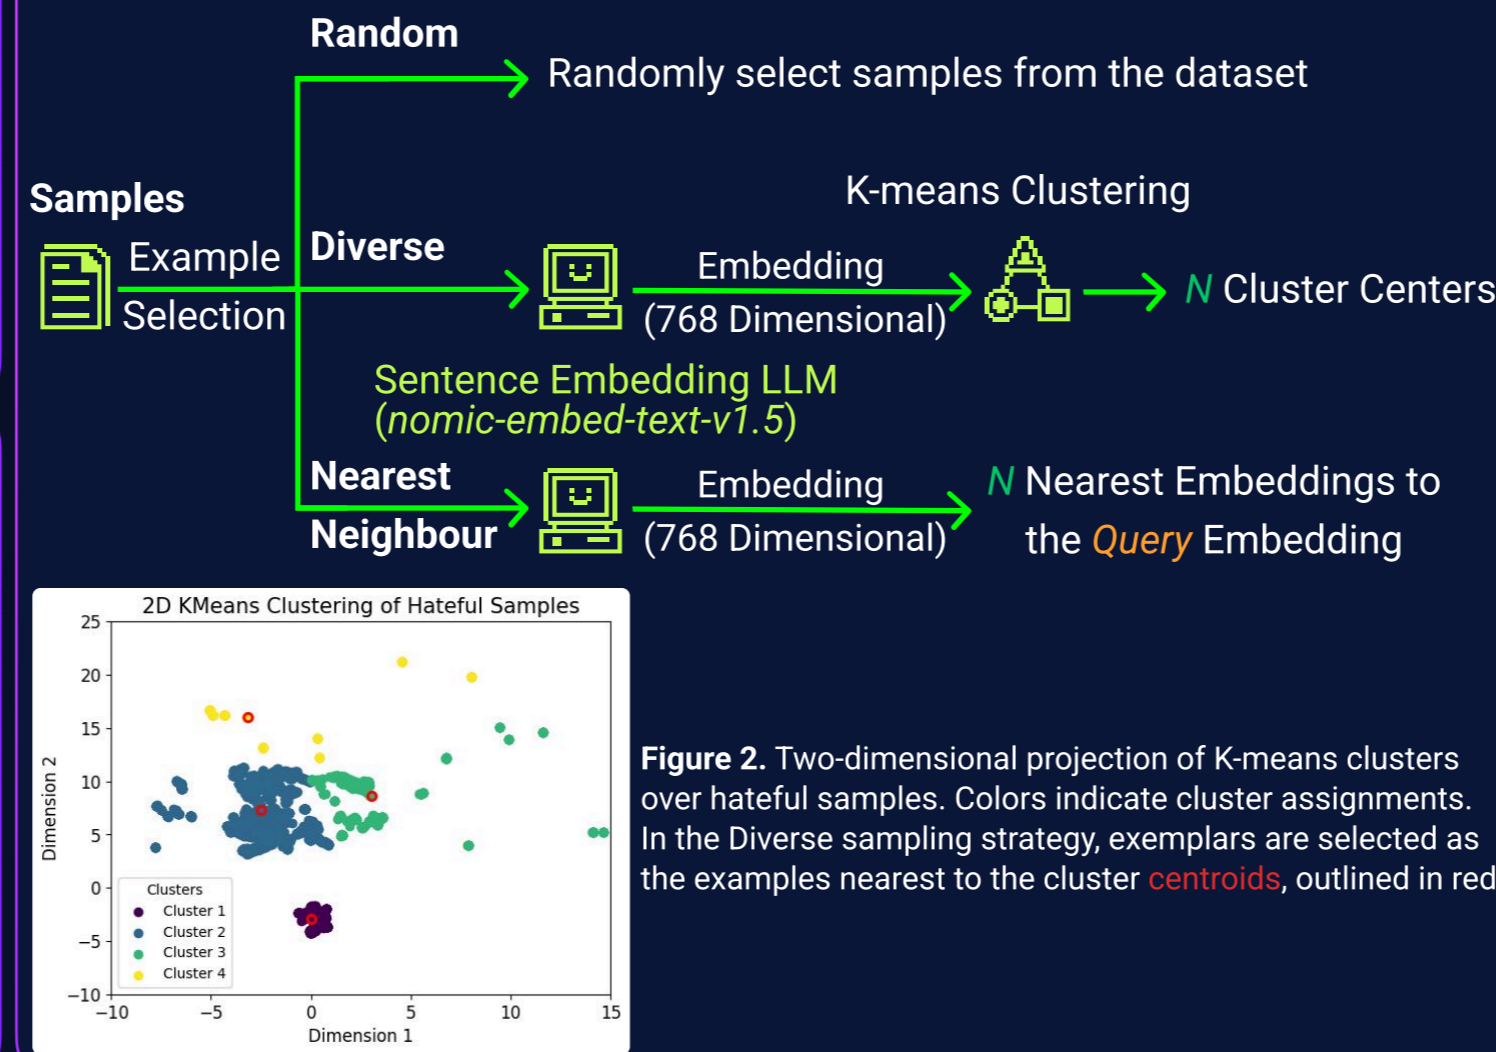 Random
Randomly select samples from the dataset
Samples
Example
Selection
Diverse
Embedding
(768 Dimensional)
K-means Clustering
N Cluster Centers
Sentence Embedding LLM
(nomic-embed-text-v1.5)
Nearest
Neighbour
Embedding
(768 Dimensional)
N Nearest Embeddings to
the Query Embedding
2D KMeans Clustering of Hateful Samples
25
20
15
10
5
0
−5
−10
Dimension 2
Clusters
Cluster 1
Cluster 2
Cluster 3
Cluster 4
−10
−5
0
5
10
15
Dimension 1
Figure 2. Two-dimensional projection of K-means clusters
over hateful samples. Colors indicate cluster assignments.
In the Diverse sampling strategy, exemplars are selected as
the examples nearest to the cluster centroids, outlined in red